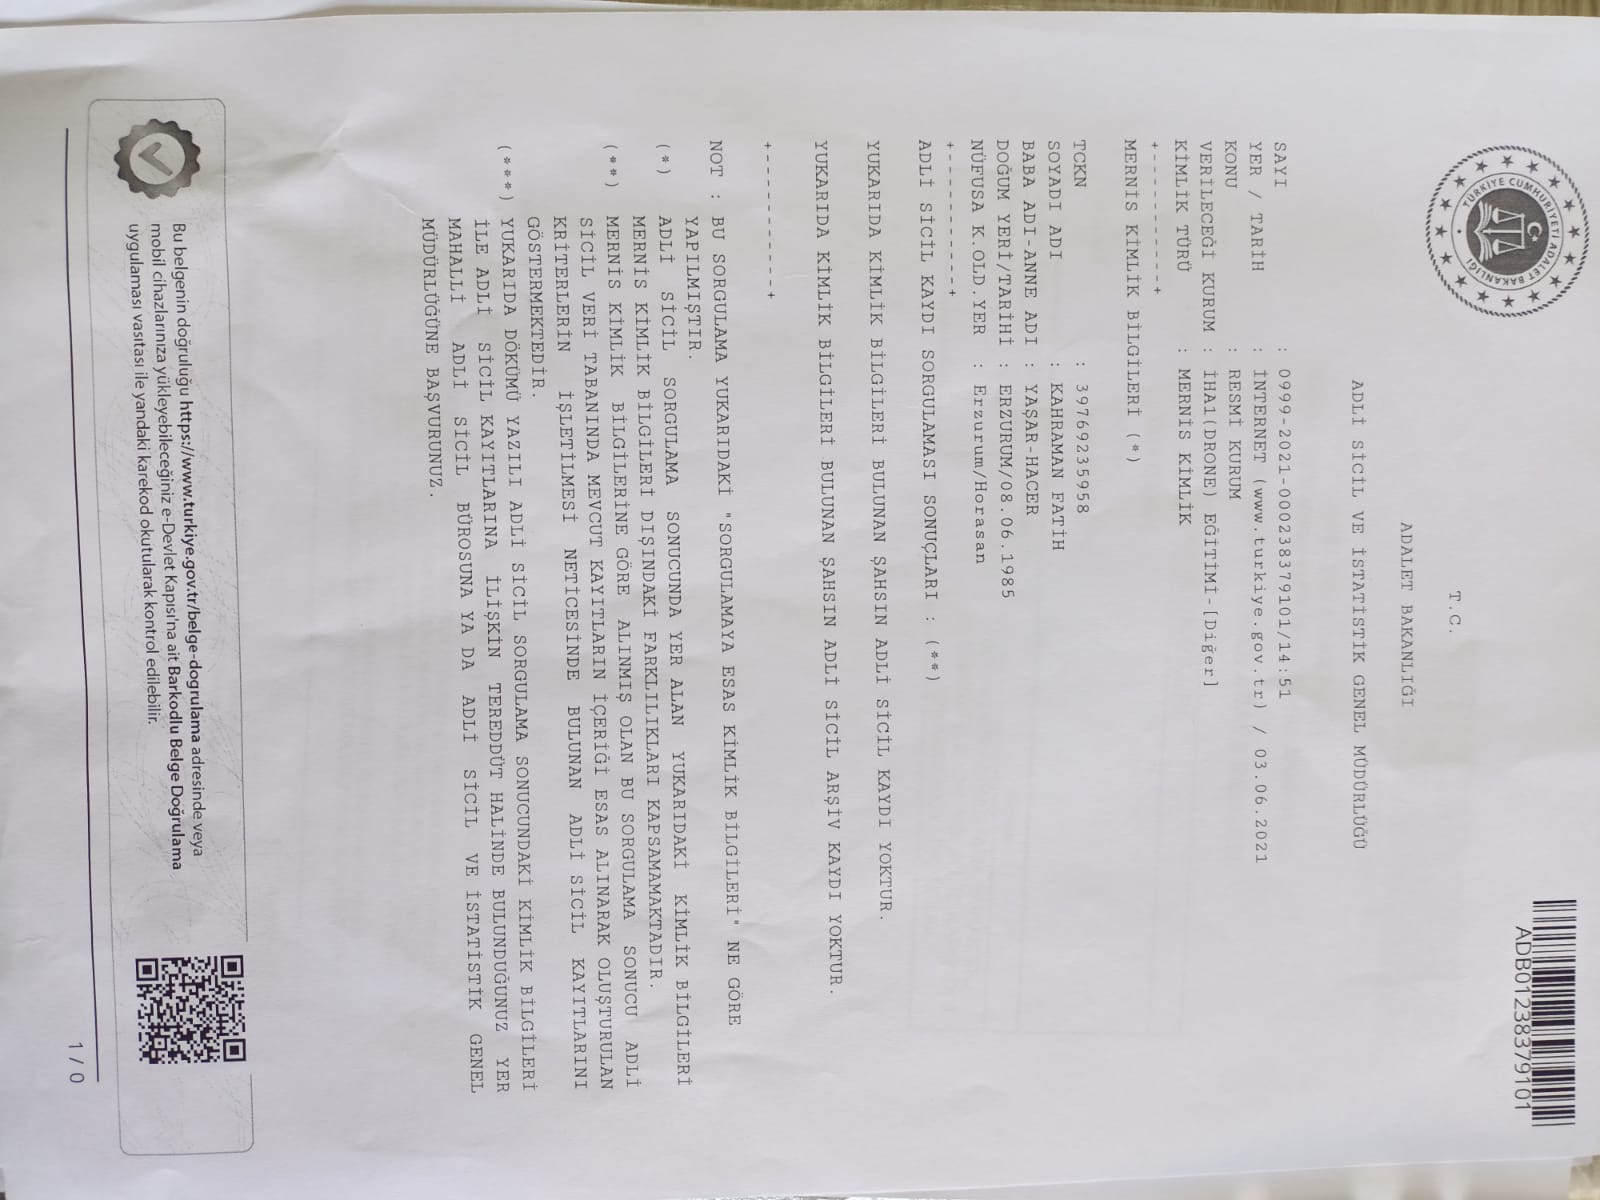 TÜRKİYE CUMHURİYETİ ADALET BAKANLIĞI
ADB01238379101
T.C.
ADALET BAKANLIĞI
ADLİ SİCİL VE İSTATİSTİK GENEL MÜDÜRLÜĞÜ
SAYI : 0999-2021-00023837​9101/14:51
YER / TARİH : İNTERNET (www.turkiye.gov.tr) / 03.06.2021
KONU : RESMİ KURUM
VERİLECEĞİ KURUM : İHA1(DRONE) EĞİTİMİ-[Diğer]
KİMLİK TÜRÜ : MERNİS KİMLİK
+---------+
MERNİS KİMLİK BİLGİLERİ (*)
TCKN : 39769235958
SOYADI ADI : KAHRAMAN FATİH
BABA ADI-ANNE ADI : YAŞAR-HACER
DOĞUM YERİ/TARİHİ : ERZURUM/08.06.1985
NÜFUSA K.OLD.YER : Erzurum/Horasan
+---------+
ADLİ SİCİL KAYDI SORGULAMASI SONUÇLARI : (**)
YUKARIDA KİMLİK BİLGİLERİ BULUNAN ŞAHSIN ADLİ SİCİL KAYDI YOKTUR.
YUKARIDA KİMLİK BİLGİLERİ BULUNAN ŞAHSIN ADLİ SİCİL ARŞİV KAYDI YOKTUR.
+---------+
NOT : BU SORGULAMA YUKARIDAKİ "SORGULAMAYA ESAS KİMLİK BİLGİLERİ" NE GÖRE
YAPILMIŞTIR.
(*) ADLİ SİCİL SORGULAMA SONUCUNDA YER ALAN YUKARIDAKİ KİMLİK BİLGİLERİ
MERNİS KİMLİK BİLGİLERİ DIŞINDAKİ FARKLILIKLARI KAPSAMAMAKTADIR.
(**) MERNİS KİMLİK BİLGİLERİNE GÖRE ALINMIŞ OLAN BU SORGULAMA SONUCU ADLİ
SİCİL VERİ TABANINDA MEVCUT KAYITLARIN İÇERİĞİ ESAS ALINARAK OLUŞTURULAN
KRİTERLERİN İŞLETİLMESİ NETİCESİNDE BULUNAN ADLİ SİCİL KAYITLARINI
GÖSTERMEKTEDİR.
(***) YUKARIDA DÖKÜMÜ YAZILI ADLİ SİCİL SORGULAMA SONUCUNDAKİ KİMLİK BİLGİLERİ
İLE ADLİ SİCİL KAYITLARINA İLİŞKİN TEREDDÜT HALİNDE BULUNDUĞUNUZ YER
MAHALLİ ADLİ SİCİL BÜROSUNA YA DA ADLİ SİCİL VE İSTATİSTİK GENEL
MÜDÜRLÜĞÜNE BAŞVURUNUZ.
Bu belgenin doğruluğu https://www.turkiye.gov.tr/belge-dogrulama adresinde veya
mobil cihazlarınıza yükleyebileceğiniz e-Devlet Kapısı'na ait Barkodlu Belge Doğrulama
uygulaması vasıtası ile yandaki karekod okutularak kontrol edilebilir.
1 / 0